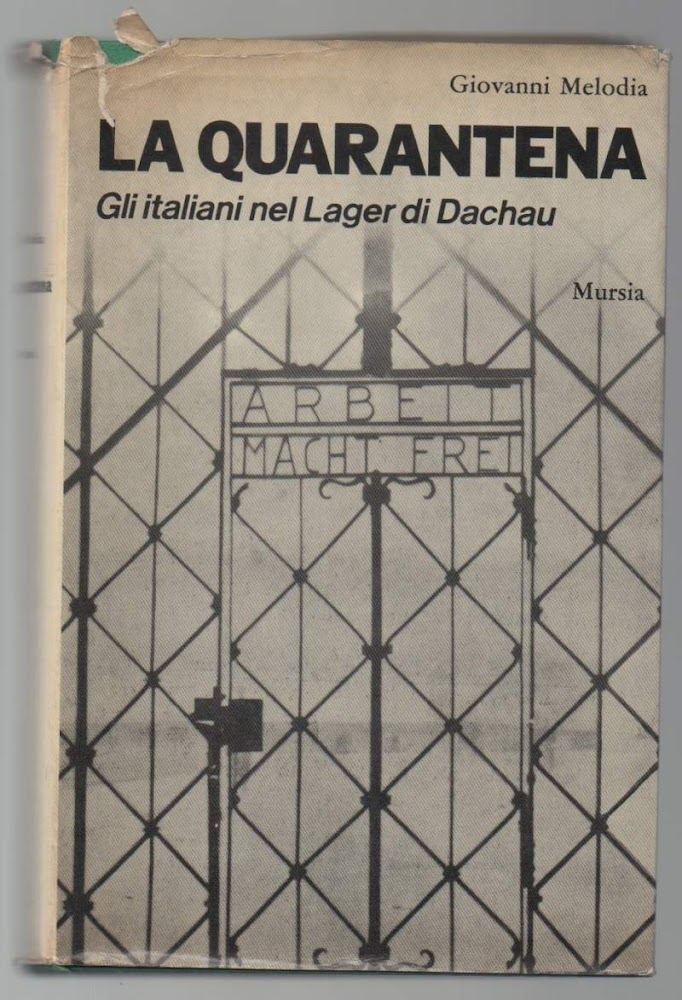 Giovanni Melodia
LA QUARANTENA
Gli italiani nel Lager di Dachau
Mursia
ARBEIT
MACHT FREI